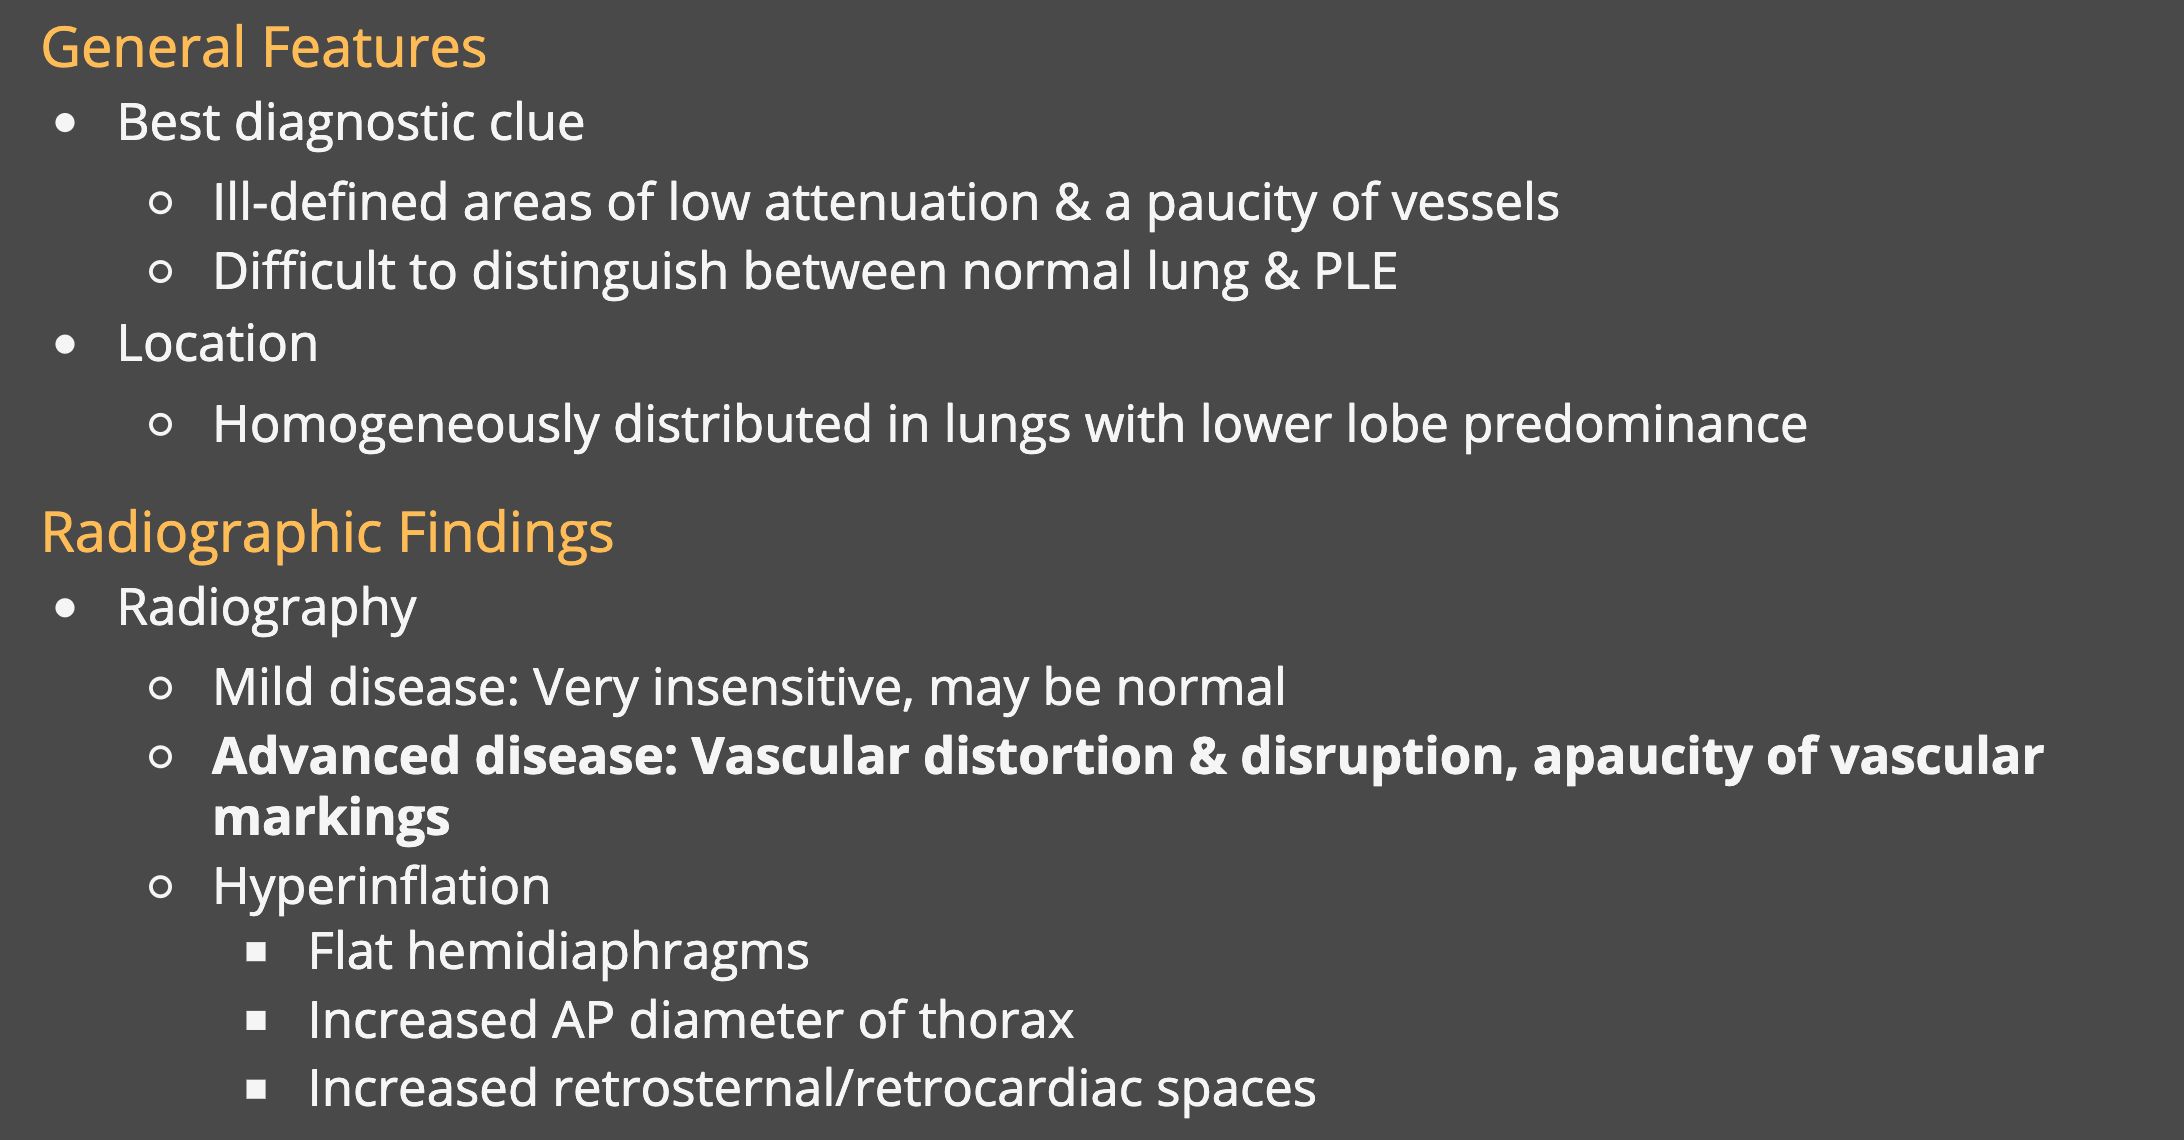 General Features
• Best diagnostic clue
○ Ill-defined areas of low attenuation & a paucity of vessels
○ Difficult to distinguish between normal lung & PLE
• Location
○ Homogeneously distributed in lungs with lower lobe predominance
Radiographic Findings
• Radiography
○ Mild disease: Very insensitive, may be normal
○ Advanced disease: Vascular distortion & disruption, apaucity of vascular
markings
○ Hyperinflation
■ Flat hemidiaphragms
■ Increased AP diameter of thorax
■ Increased retrosternal/retrocardiac spaces